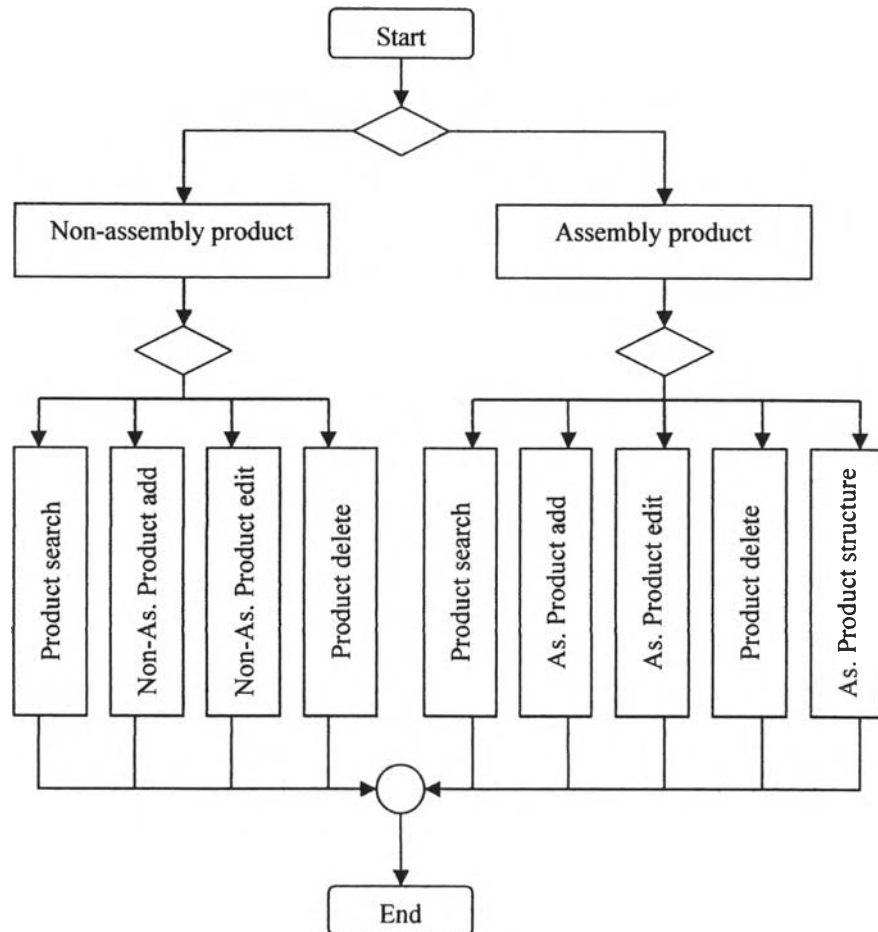 Start
Non-assembly product
Assembly product
Product search
Non-As. Product add
Non-As. Product edit
Product delete
Product search
As. Product add
As. Product edit
Product delete
As. Product structure
End